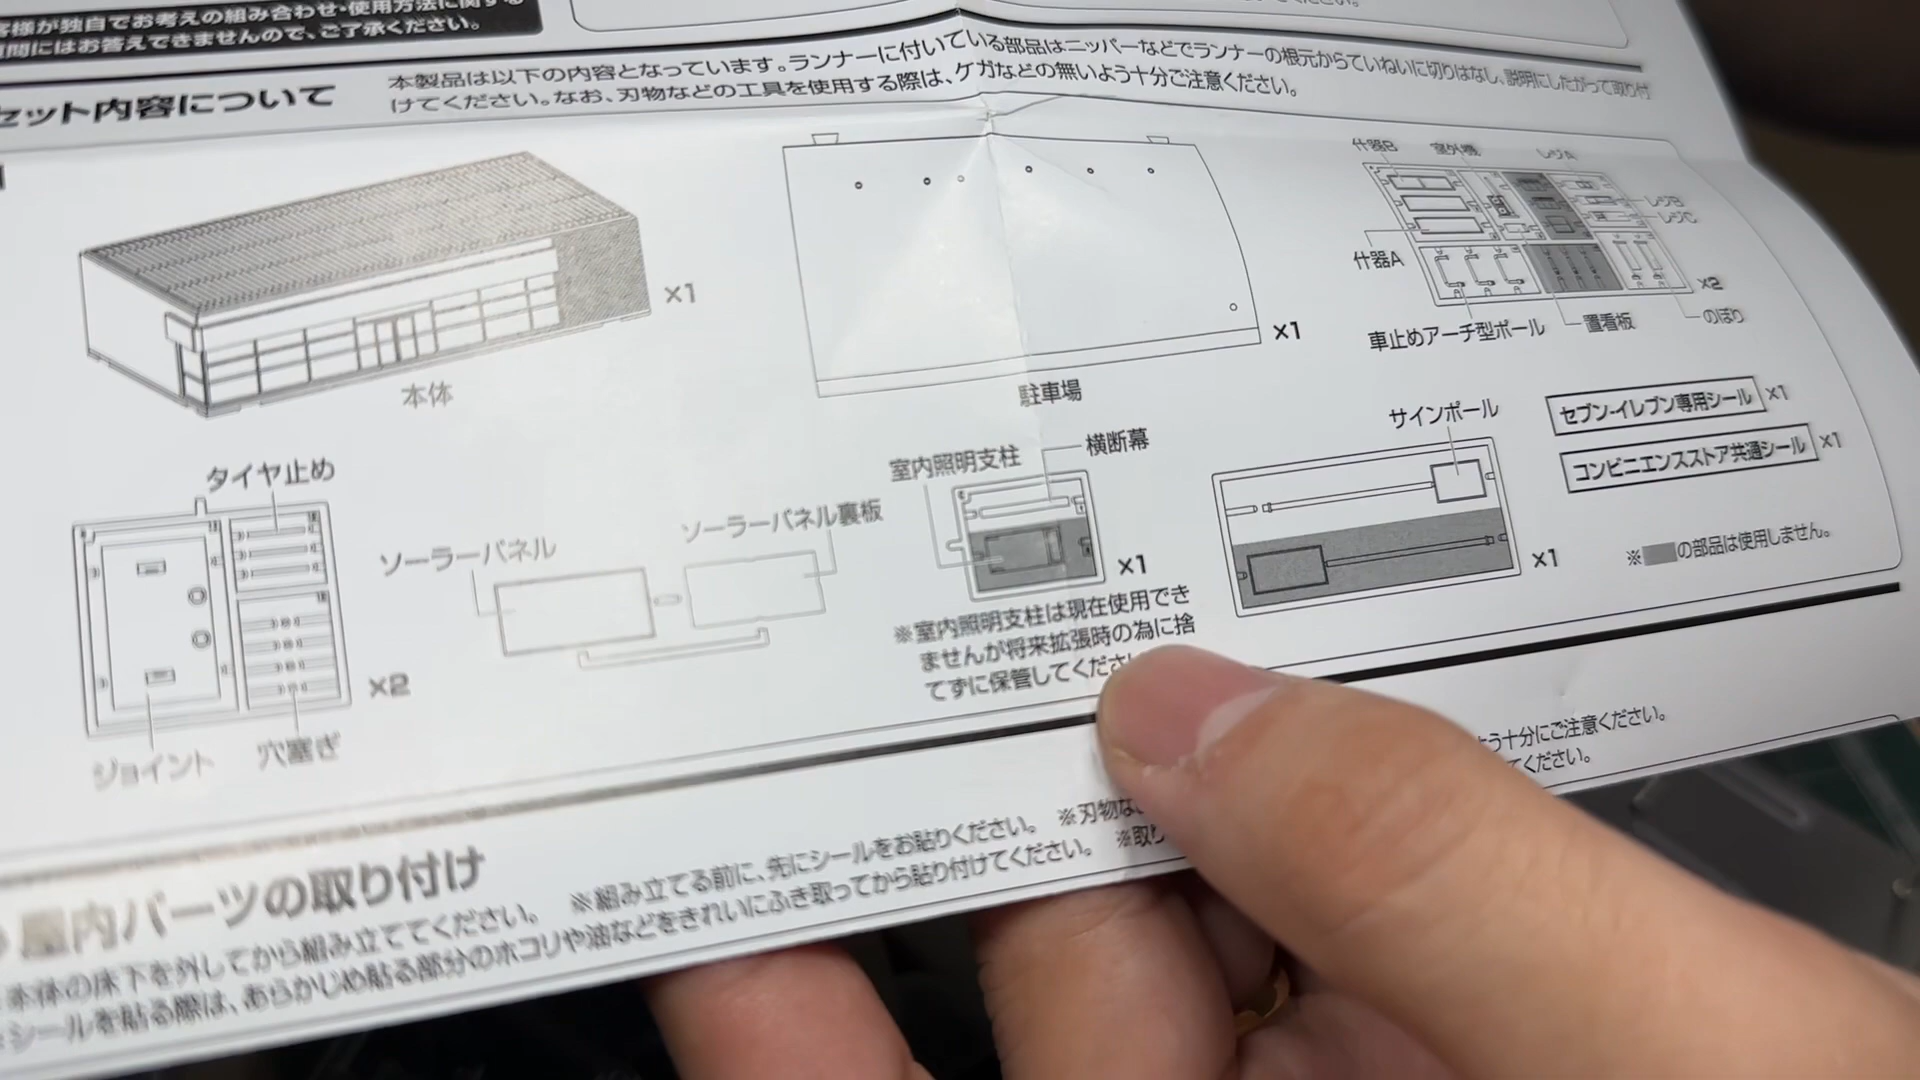 客様が独自でお考えの組み合わせ・使用方法に関する
質問にはお答えできませんので、ご了承ください。
セット内容について
本製品は以下の内容となっています。ランナーに付いている部品はニッパーなどでランナーの根元からていねいに切りはなし、説明にしたがって取り付
けてください。なお、刃物などの工具を使用する際は、ケガなどの無いよう十分ご注意ください。
×1
本体
×1
駐車場
什器B
室外機
レジA
レジB
レジC
什器A
×2
車止めアーチ型ポール
置看板
のぼり
タイヤ止め
×2
ジョイント
穴塞ぎ
ソーラーパネル
ソーラーパネル裏板
室内照明支柱
横断幕
×1
※室内照明支柱は現在使用でき
ませんが将来拡張時の為に捨
てずに保管してくださ
サインポール
×1
セブン-イレブン専用シール ×1
コンビニエンスストア共通シール ×1
※ の部品は使用しません。
屋内パーツの取り付け
本体の床下を外してから組み立ててください。 ※組み立てる前に、先にシールをお貼りください。 ※刃物な
シールを貼る際は、あらかじめ貼る部分のホコリや油などをきれいにふき取ってから貼り付けてください。 ※取り
よう十分にご注意ください。
てください。